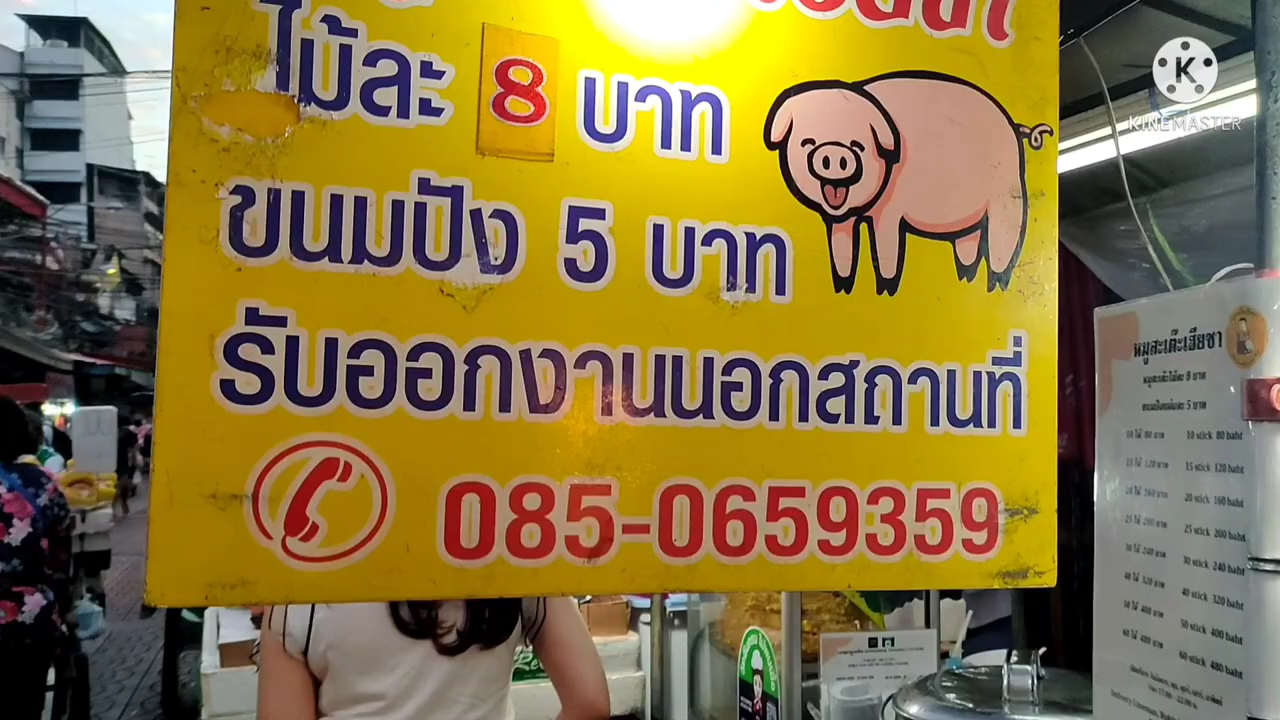 ไม้ละ 8 บาท
ขนมปัง 5 บาท
รับออกงานนอกสถานที่
085-0659359
K
KINEMASTER
หมูสะเต๊ะเฮียซา
หมูสะเต๊ะไม้ละ 8 บาท
ขนมปังแผ่นละ 5 บาท
10 ไม้ 80 บาท 10 stick 80 baht
15 ไม้ 120 บาท 15 stick 120 baht
20 ไม้ 160 บาท 20 stick 160 baht
25 ไม้ 200 บาท 25 stick 200 baht
30 ไม้ 240 บาท 30 stick 240 baht
40 ไม้ 320 บาท 40 stick 320 baht
50 ไม้ 400 บาท 50 stick 400 baht
60 ไม้ 480 บาท 60 stick 480 baht